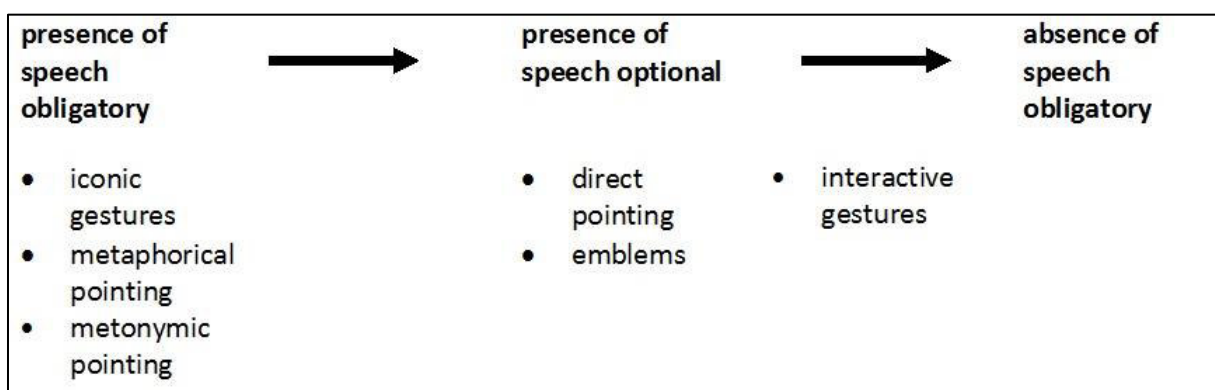 presence of
speech
obligatory
presence of
speech optional
absence of
speech
obligatory
• iconic
gestures
• metaphorical
pointing
• metonymic
pointing
• direct
pointing
• emblems
• interactive
gestures